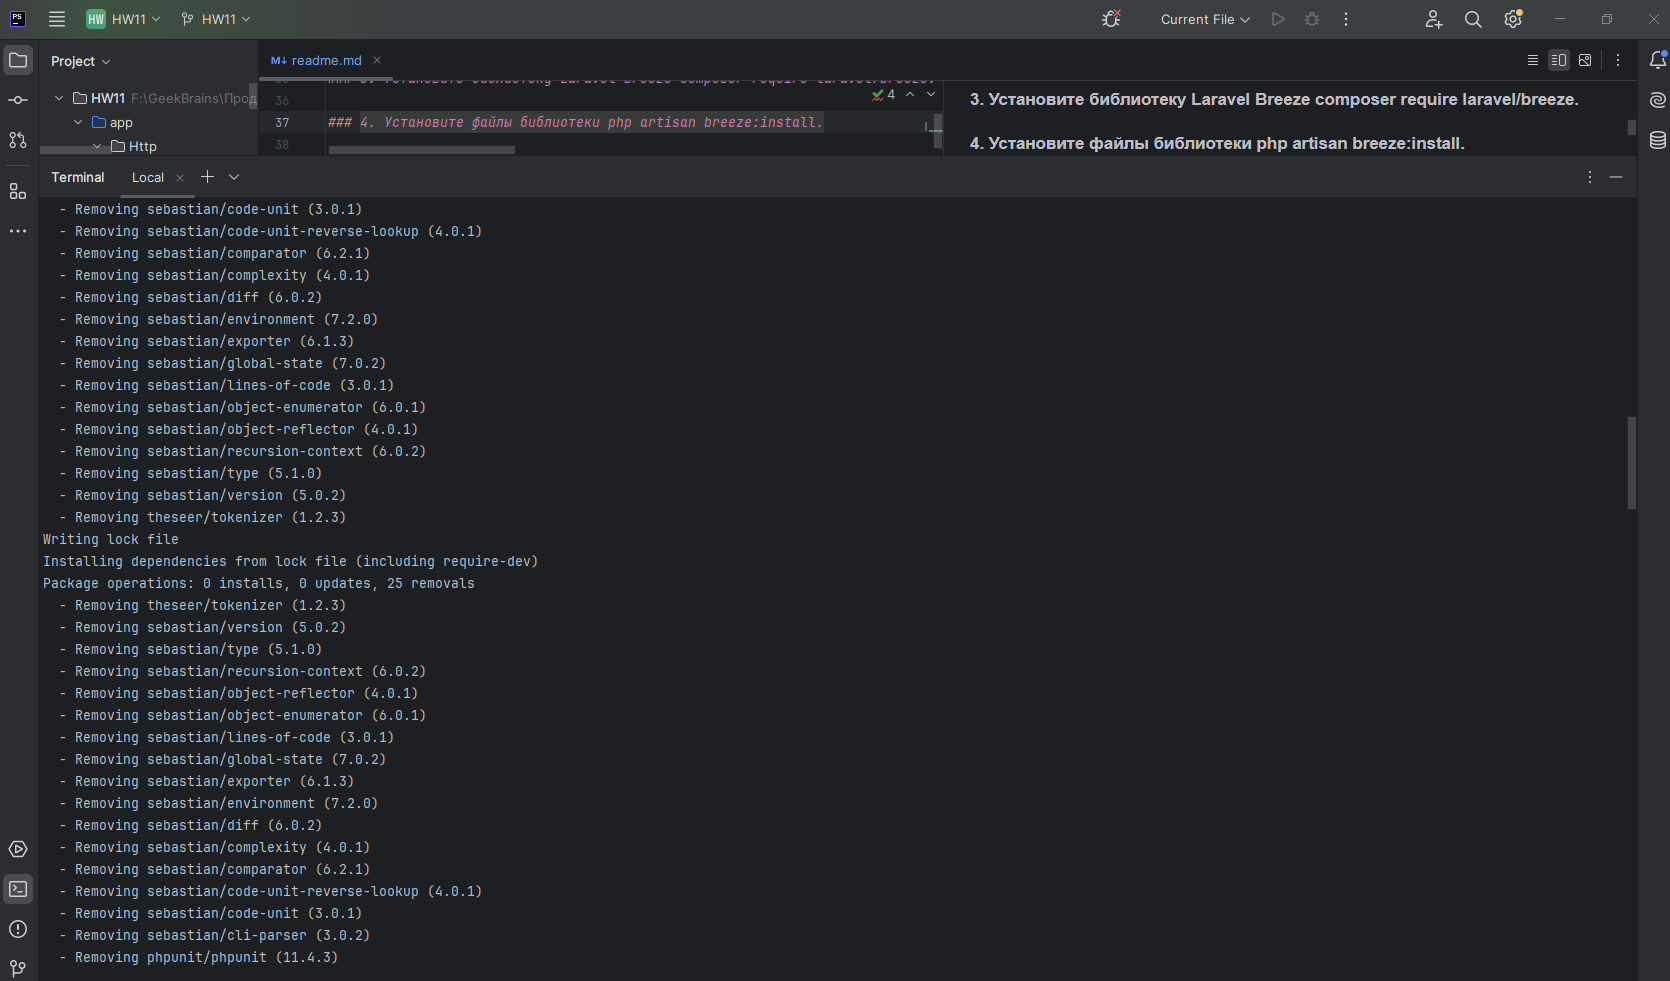 PS
HW HW11 HW11 Current File
Project
readme.md
HW11 F:\GeekBrains\Прод
app
Http
36
37 ### 4. Установите файлы библиотеки php artisan breeze:install.
38
4
3. Установите библиотеку Laravel Breeze composer require laravel/breeze.
4. Установите файлы библиотеки php artisan breeze:install.
Terminal Local
- Removing sebastian/code-unit (3.0.1)
- Removing sebastian/code-unit-reverse-lookup (4.0.1)
- Removing sebastian/comparator (6.2.1)
- Removing sebastian/complexity (4.0.1)
- Removing sebastian/diff (6.0.2)
- Removing sebastian/environment (7.2.0)
- Removing sebastian/exporter (6.1.3)
- Removing sebastian/global-state (7.0.2)
- Removing sebastian/lines-of-code (3.0.1)
- Removing sebastian/object-enumerator (6.0.1)
- Removing sebastian/object-reflector (4.0.1)
- Removing sebastian/recursion-context (6.0.2)
- Removing sebastian/type (5.1.0)
- Removing sebastian/version (5.0.2)
- Removing theseer/tokenizer (1.2.3)
Writing lock file
Installing dependencies from lock file (including require-dev)
Package operations: 0 installs, 0 updates, 25 removals
- Removing theseer/tokenizer (1.2.3)
- Removing sebastian/version (5.0.2)
- Removing sebastian/type (5.1.0)
- Removing sebastian/recursion-context (6.0.2)
- Removing sebastian/object-reflector (4.0.1)
- Removing sebastian/object-enumerator (6.0.1)
- Removing sebastian/lines-of-code (3.0.1)
- Removing sebastian/global-state (7.0.2)
- Removing sebastian/exporter (6.1.3)
- Removing sebastian/environment (7.2.0)
- Removing sebastian/diff (6.0.2)
- Removing sebastian/complexity (4.0.1)
- Removing sebastian/comparator (6.2.1)
- Removing sebastian/code-unit-reverse-lookup (4.0.1)
- Removing sebastian/code-unit (3.0.1)
- Removing sebastian/cli-parser (3.0.2)
- Removing phpunit/phpunit (11.4.3)